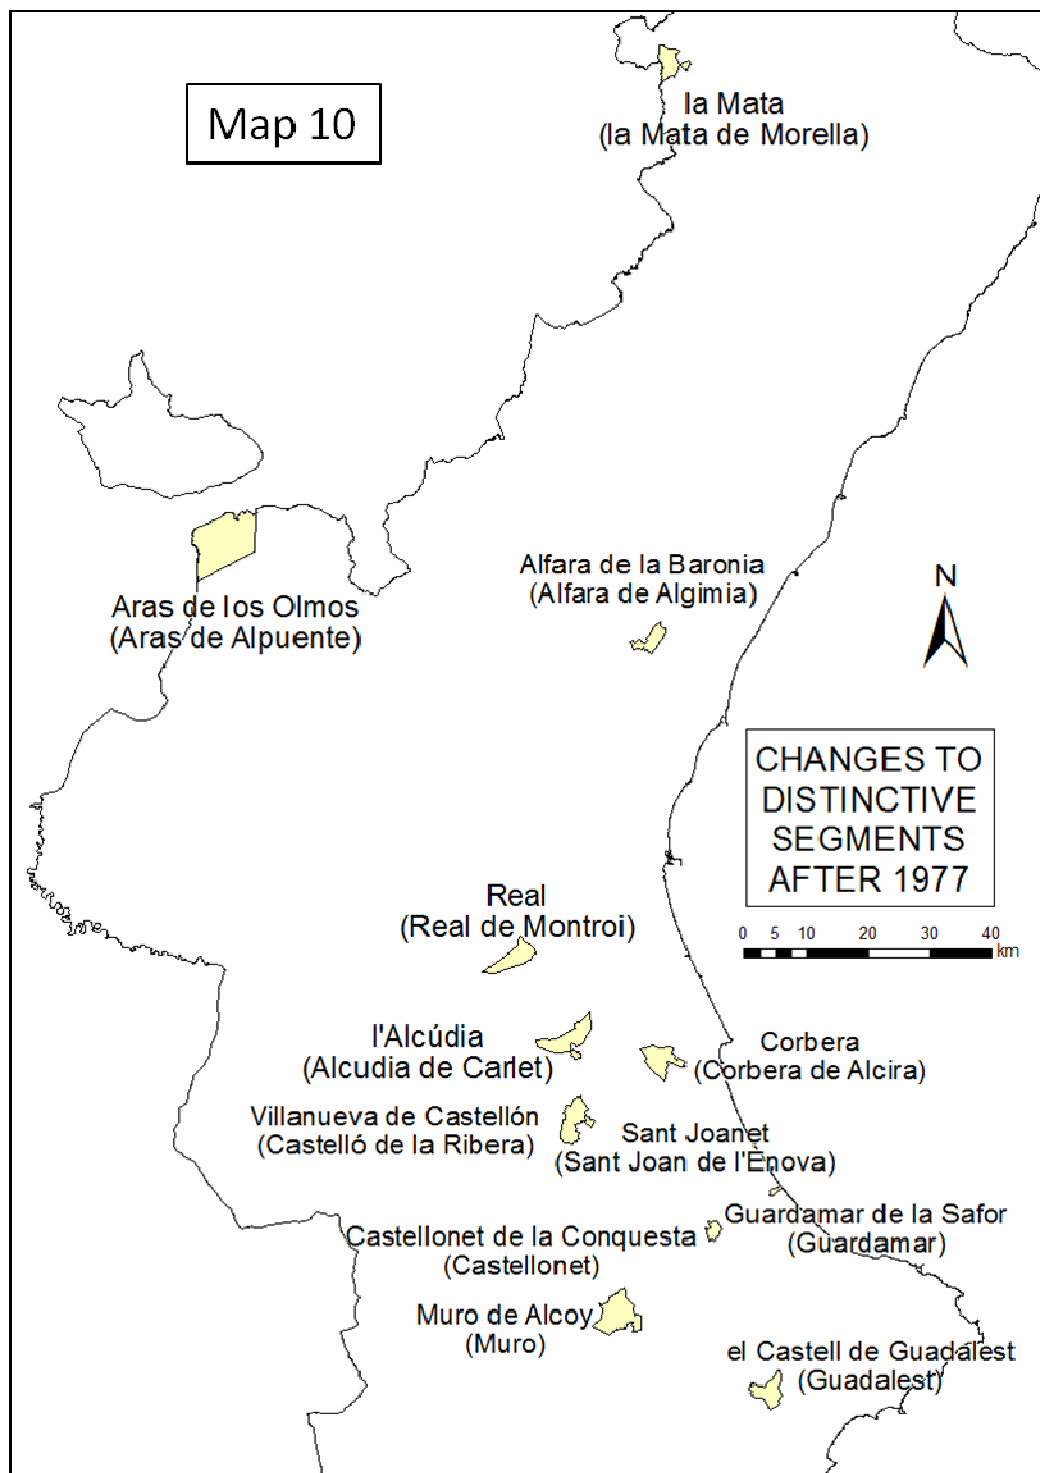 la Mata
(la Mata de Morella)
Map 10
Alfara de la Baronia
(Alfara de Algimia)
N
Aras de los Olmos
(Aras de Alpuente)
CHANGES TO
DISTINCTIVE
SEGMENTS
AFTER 1977
0 5 10 20 30 40
km
Real
(Real de Montroi)
l'Alcúdia
(Alcudia de Carlet)
Corbera
(Corbera de Alcira)
Villanueva de Castellón
(Castelló de la Ribera)
Sant Joanet
(Sant Joan de l'Enova)
Guardamar de la Safor
(Guardamar)
Castellonet de la Conquesta
(Castellonet)
Muro de Alcoy
(Muro)
el Castell de Guadalest
(Guadalest)